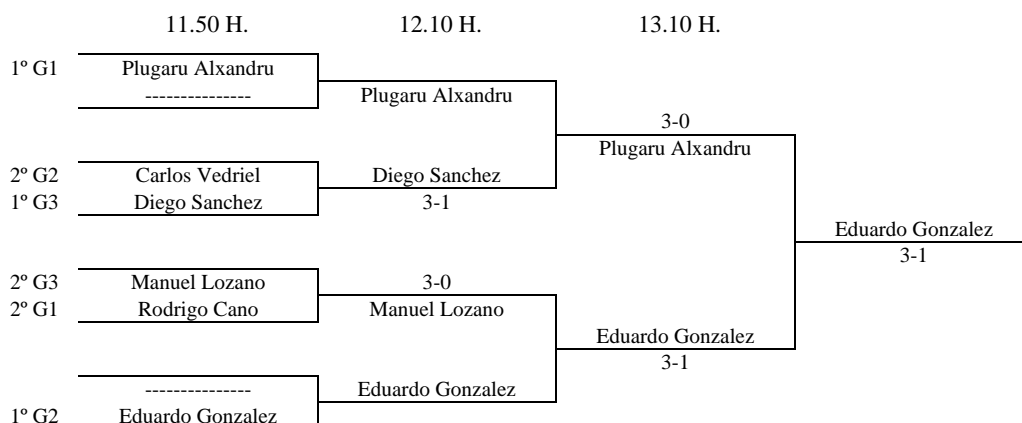 11.50 H. 12.10 H. 13.10 H.
1º G1 Plugaru Alxandru
---------------
Plugaru Alxandru
3-0
Plugaru Alxandru
2º G2 Carlos Vedriel
1º G3 Diego Sanchez
Diego Sanchez
3-1
Eduardo Gonzalez
3-1
2º G3 Manuel Lozano
2º G1 Rodrigo Cano
3-0
Manuel Lozano
Eduardo Gonzalez
3-1
---------------
1º G2 Eduardo Gonzalez
Eduardo Gonzalez